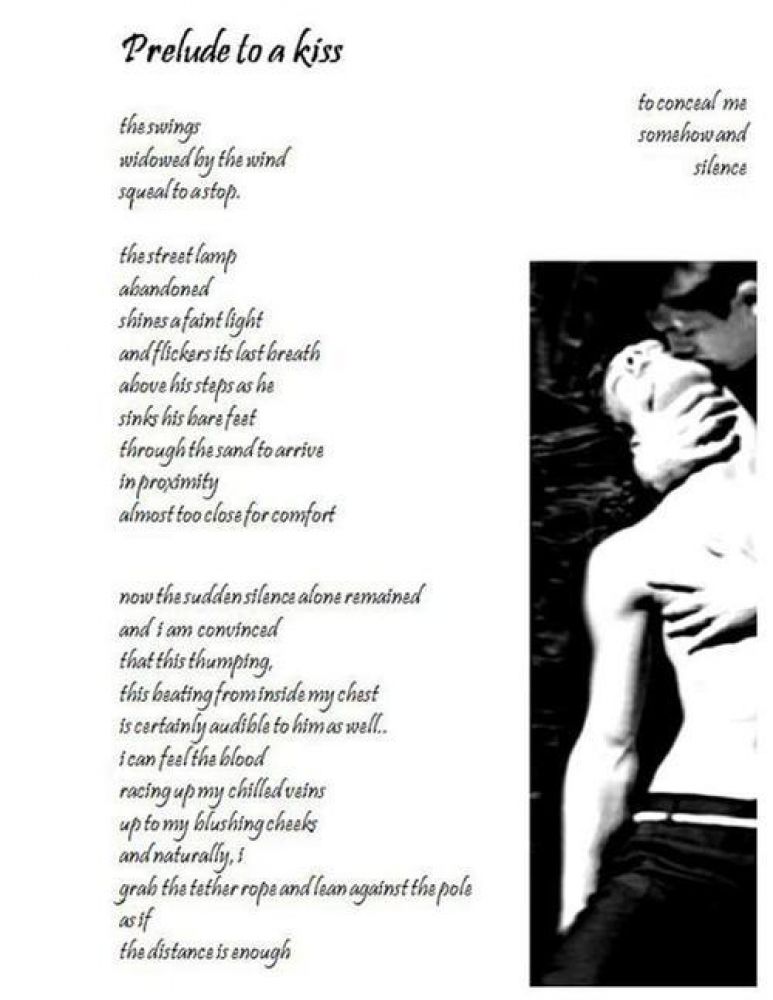 Prelude to a kiss
the swings
widowed by the wind
squeal to a stop.
the street lamp
abandoned
shines a faint light
and flickers its last breath
above his steps as he
sinks his bare feet
through the sand to arrive
in proximity
almost too close for comfort
now the sudden silence alone remained
and i am convinced
that this thumping,
this beating from inside my chest
is certainly audible to him as well..
i can feel the blood
racing up my chilled veins
up to my blushing cheeks
and naturally, i
grab the tether rope and lean against the pole
as if
the distance is enough
to conceal me
somehow and
silence